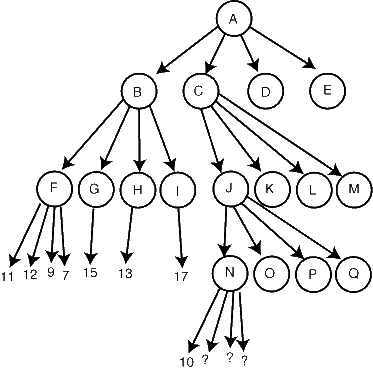 A
B C D E
F G H I J K L M
11 12 9 7 15 13 17 N O P Q
10 ? ? ?